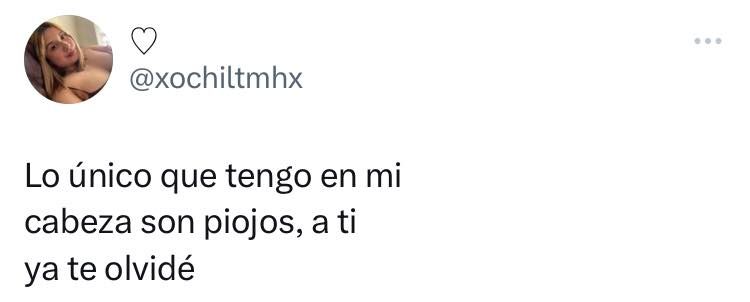 ♡
@xochiltmhx
Lo único que tengo en mi
cabeza son piojos, a ti
ya te olvidé